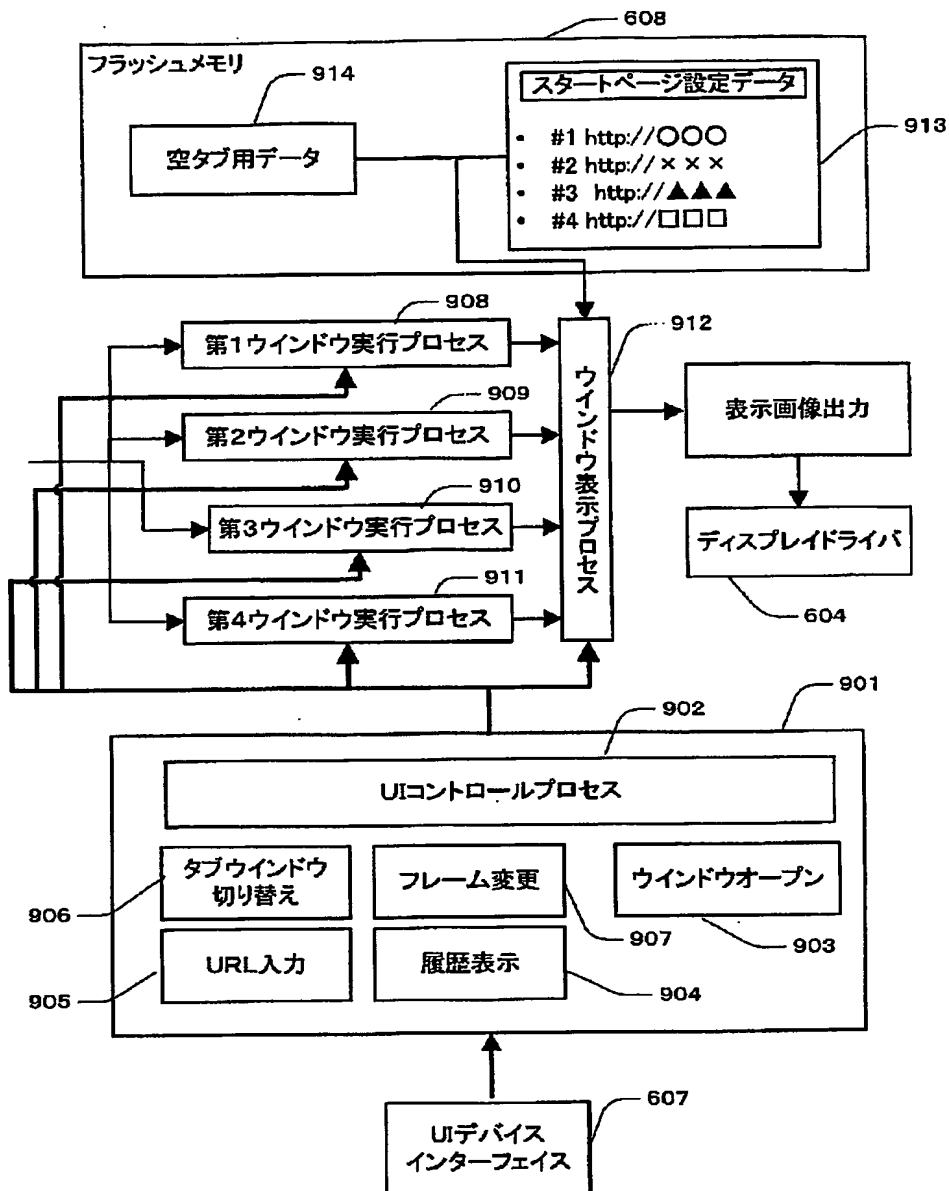 608
フラッシュメモリ
914
空タブ用データ
スタートページ設定データ
913
• #1 http://○○○
• #2 http://×××
• #3 http://▲▲▲
• #4 http://□□□
908
第1ウインドウ実行プロセス
912
909
第2ウインドウ実行プロセス
910
第3ウインドウ実行プロセス
911
第4ウインドウ実行プロセス
ウインドウ表示プロセス
表示画像出力
ディスプレイドライバ
604
901
902
UIコントロールプロセス
タブウインドウ
切り替え
906
フレーム変更
907
ウインドウオープン
903
URL入力
905
履歴表示
904
607
UIデバイス
インターフェイス